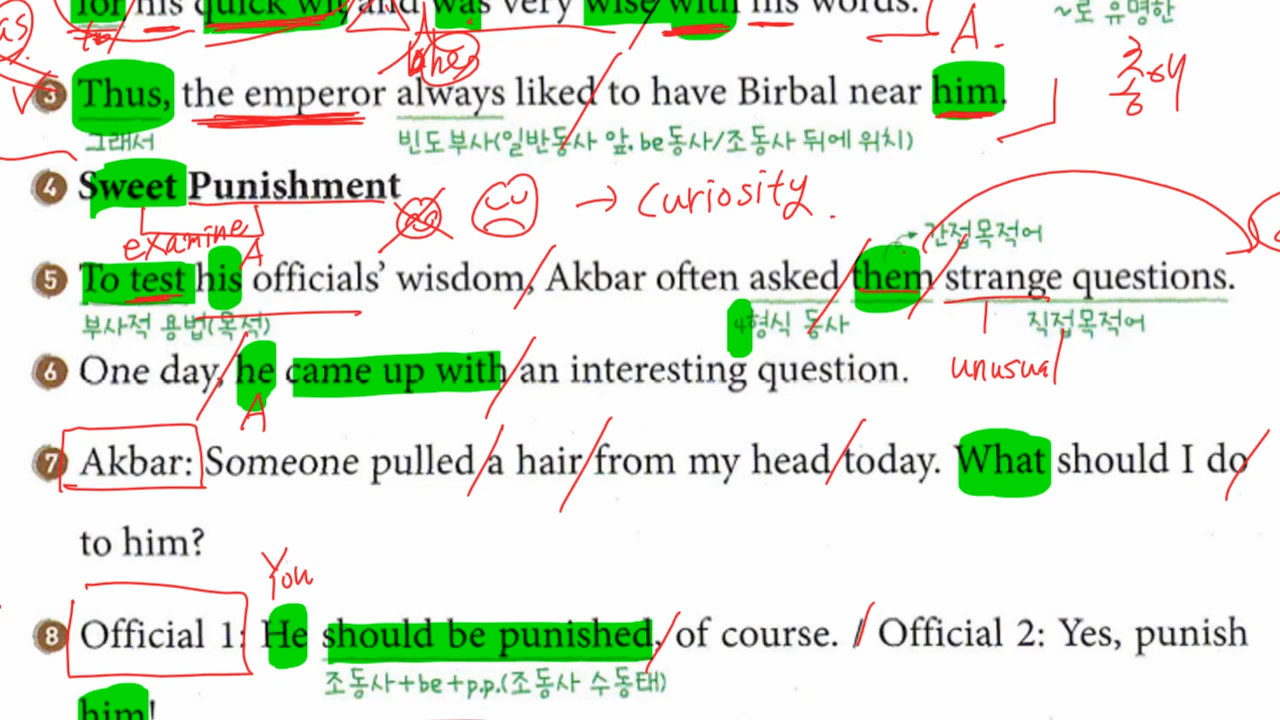 for his quick wit, and was very wise with his words.
~로 유명한
A.
③ Thus, the emperor always liked to have Birbal near him.
그래서
빈도부사(일반동사 앞, be동사/조동사 뒤에 위치)
④ Sweet Punishment
→ Curiosity.
examine
A
간접목적어
⑤ To test his officials' wisdom, Akbar often asked them strange questions.
부사적 용법(목적)
4형식 동사
직접목적어
⑥ One day, he came up with an interesting question.
unusual
A
⑦ Akbar: Someone pulled a hair from my head today. What should I do
to him?
You
⑧ Official 1: He should be punished, of course. / Official 2: Yes, punish
조동사+be+p.p.(조동사 수동태)
him!